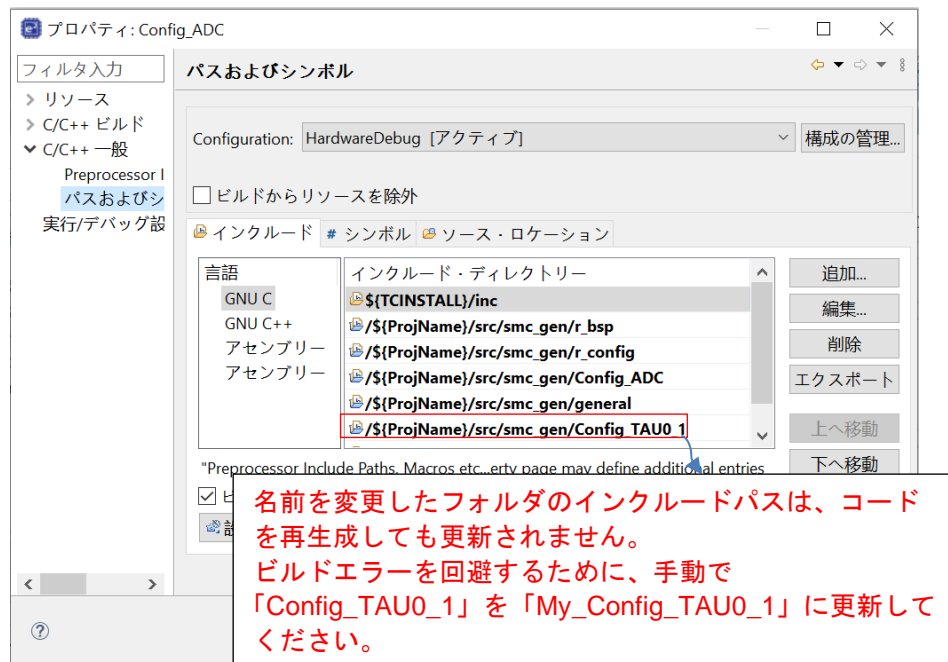 プロパティ: Config_ADC
フィルタ入力
リソース
C/C++ ビルド
C/C++ 一般
Preprocessor I
パスおよびシ
実行/デバッグ設
パスおよびシンボル
Configuration: HardwareDebug [アクティブ]
構成の管理...
ビルドからリソースを除外
インクルード # シンボル ソース・ロケーション
言語
GNU C
GNU C++
アセンブリー
アセンブリー
インクルード・ディレクトリー
${TCINSTALL}/inc
/${ProjName}/src/smc_gen/r_bsp
/${ProjName}/src/smc_gen/r_config
/${ProjName}/src/smc_gen/Config_ADC
/${ProjName}/src/smc_gen/general
/${ProjName}/src/smc_gen/Config_TAU0_1
追加...
編集...
削除
エクスポート
上へ移動
下へ移動
"Preprocessor Include Paths, Macros etc...erty page may define additional entries
名前を変更したフォルダのインクルードパスは、コード
を再生成しても更新されません。
ビルドエラーを回避するために、手動で
「Config_TAU0_1」を「My_Config_TAU0_1」に更新して
ください。